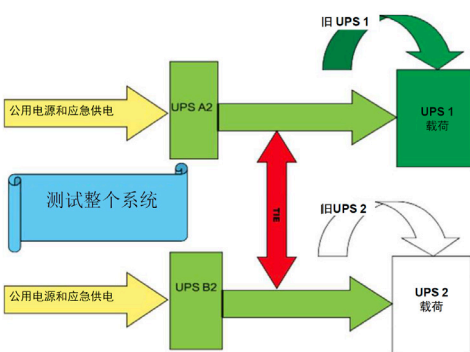 旧 UPS 1
公用电源和应急供电
UPS A2
UPS 1
载荷
测试整个系统
TIE
旧UPS 2
公用电源和应急供电
UPS B2
UPS 2
载荷